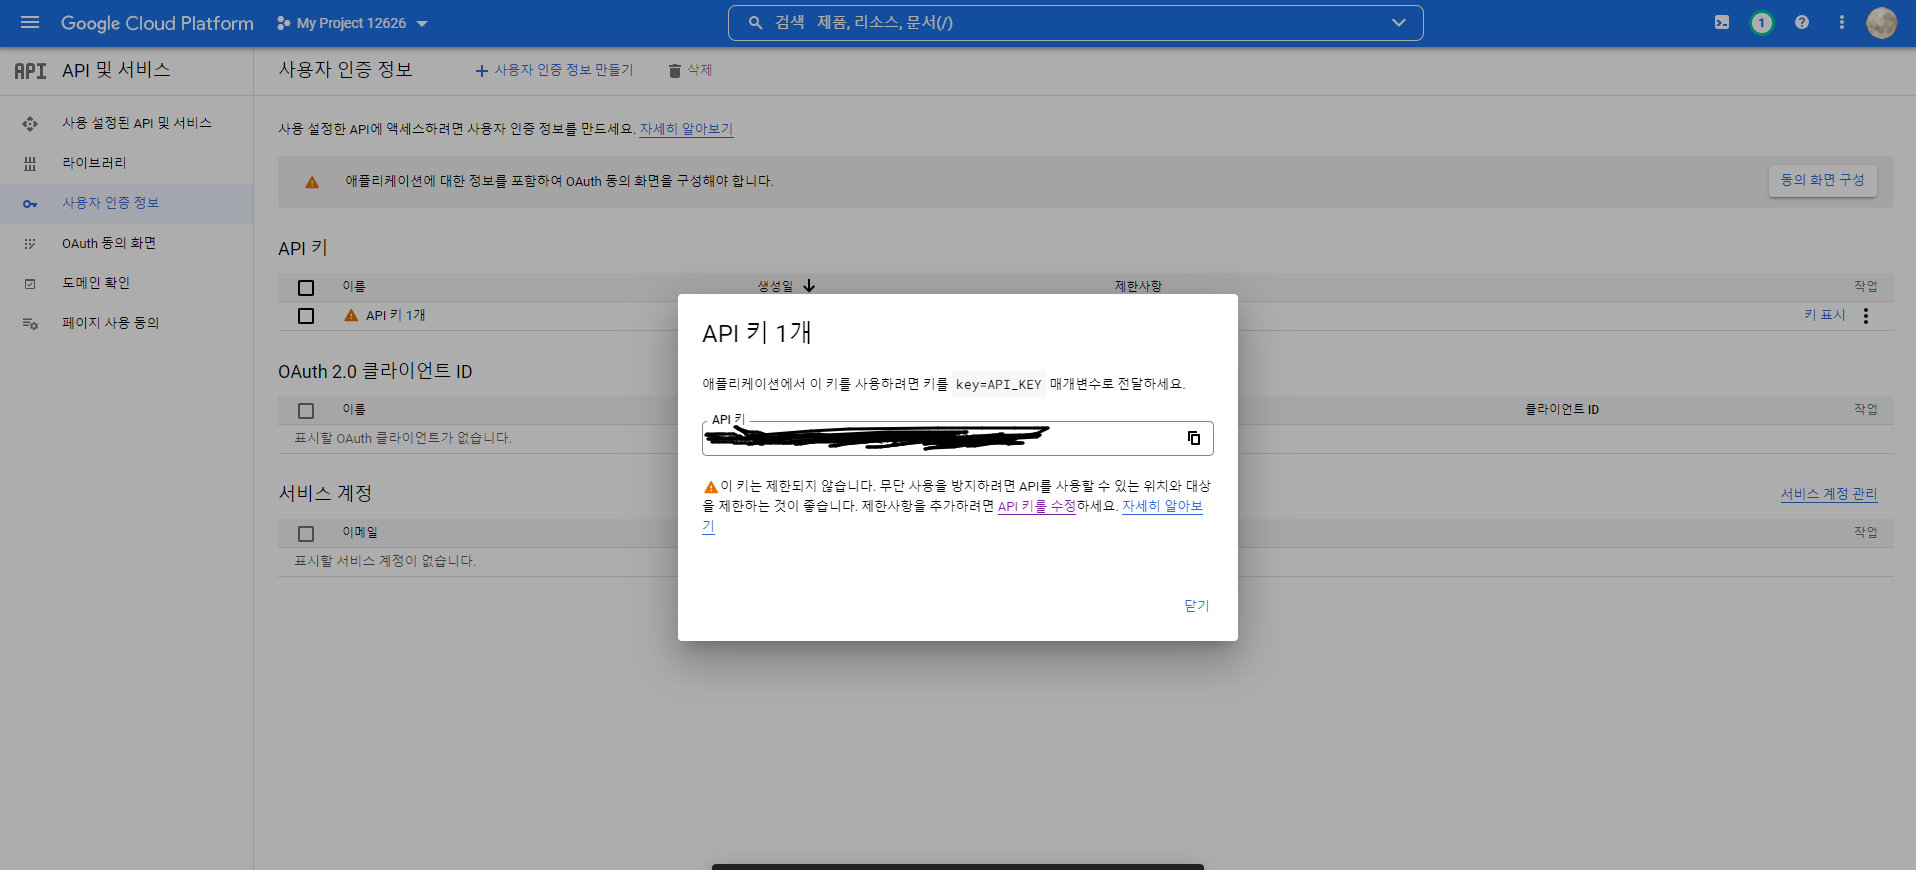 Google Cloud Platform
My Project 12626
검색 제품, 리소스, 문서(/)
1
API API 및 서비스
사용자 인증 정보
사용자 인증 정보 만들기
삭제
사용 설정된 API 및 서비스
라이브러리
사용자 인증 정보
OAuth 동의 화면
도메인 확인
페이지 사용 동의
사용 설정한 API에 액세스하려면 사용자 인증 정보를 만드세요. 자세히 알아보기
애플리케이션에 대한 정보를 포함하여 OAuth 동의 화면을 구성해야 합니다.
동의 화면 구성
API 키
이름 생성일 제한사항 작업
API 키 1개 키 표시
OAuth 2.0 클라이언트 ID
이름 클라이언트 ID 작업
표시할 OAuth 클라이언트가 없습니다.
서비스 계정
서비스 계정 관리
이메일 작업
표시할 서비스 계정이 없습니다.
API 키 1개
애플리케이션에서 이 키를 사용하려면 키를 key=API_KEY 매개변수로 전달하세요.
API 키
이 키는 제한되지 않습니다. 무단 사용을 방지하려면 API를 사용할 수 있는 위치와 대상
을 제한하는 것이 좋습니다. 제한사항을 추가하려면 API 키를 수정하세요. 자세히 알아보
기
닫기